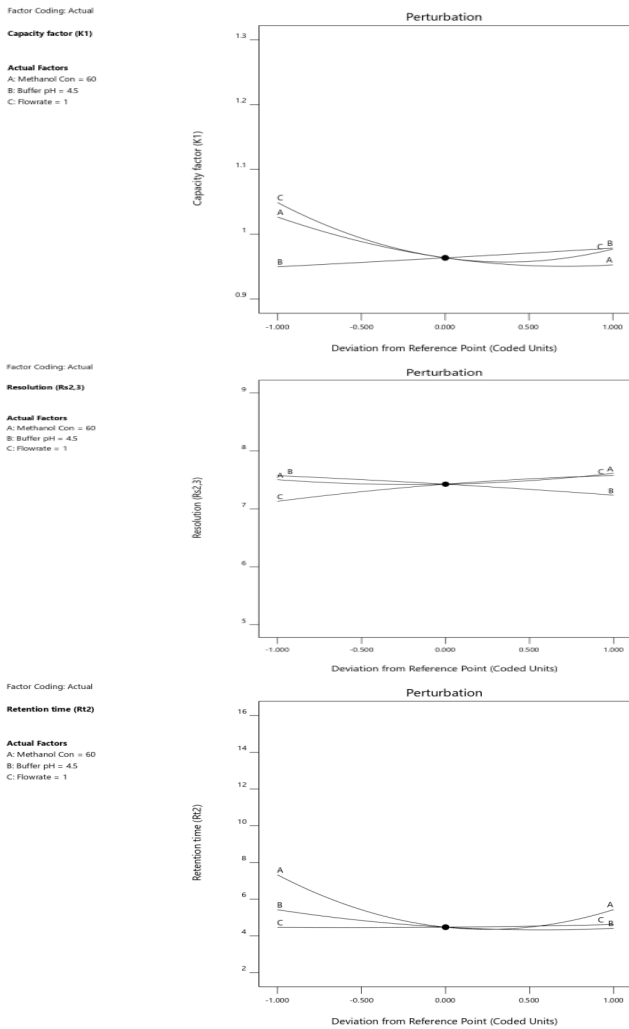 Factor Coding: Actual
Capacity factor (K1)
Actual Factors
A: Methanol Con = 60
B: Buffer pH = 4.5
C: Flowrate = 1
Perturbation
Capacity factor (K1)
1.3
1.2
1.1
1
0.9
C
A
B
C B
A
-1.000 -0.500 0.000 0.500 1.000
Deviation from Reference Point (Coded Units)
Factor Coding: Actual
Resolution (Rs2,3)
Actual Factors
A: Methanol Con = 60
B: Buffer pH = 4.5
C: Flowrate = 1
Perturbation
Resolution (Rs2,3)
9
8
7
6
5
A B
C
C A
B
-1.000 -0.500 0.000 0.500 1.000
Deviation from Reference Point (Coded Units)
Factor Coding: Actual
Retention time (Rt2)
Actual Factors
A: Methanol Con = 60
B: Buffer pH = 4.5
C: Flowrate = 1
Perturbation
Retention time (Rt2)
16
14
12
10
8
6
4
2
A
B
C
A
C B
-1.000 -0.500 0.000 0.500 1.000
Deviation from Reference Point (Coded Units)